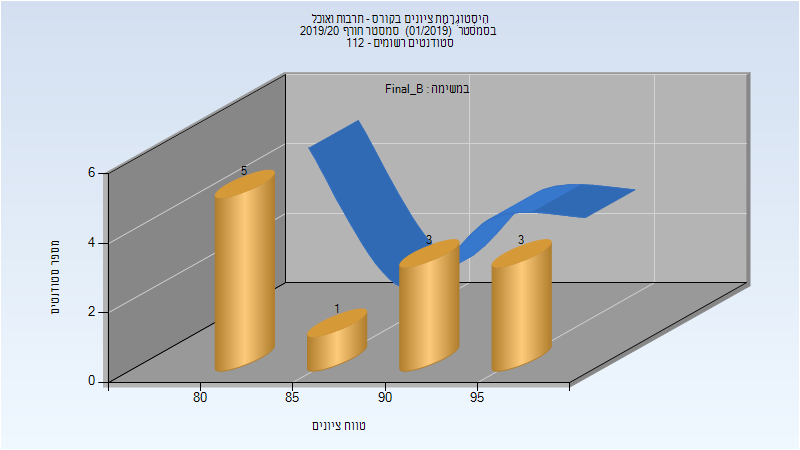 היסטוגרמת ציונים בקורס - תרבות ואוכל
בסמסטר (01/2019) סמסטר חורף 2019/20
סטודנטים רשומים - 112
במשימה : Final_B
מספר סטודנטים
6
4
2
0
5
1
3
3
80
85
90
95
טווח ציונים